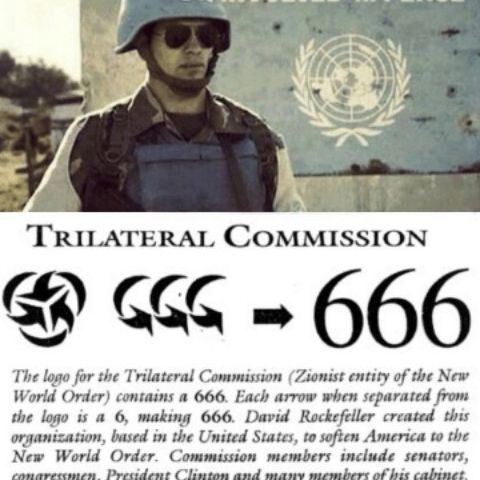 TRILATERAL COMMISSION
666 → 666
The logo for the Trilateral Commission (Zionist entity of the New
World Order) contains a 666. Each arrow when separated from
the logo is a 6, making 666. David Rockefeller created this
organization, based in the United States, to soften America to the
New World Order. Commission members include senators,
congressmen, President Clinton and many members of his cabinet.